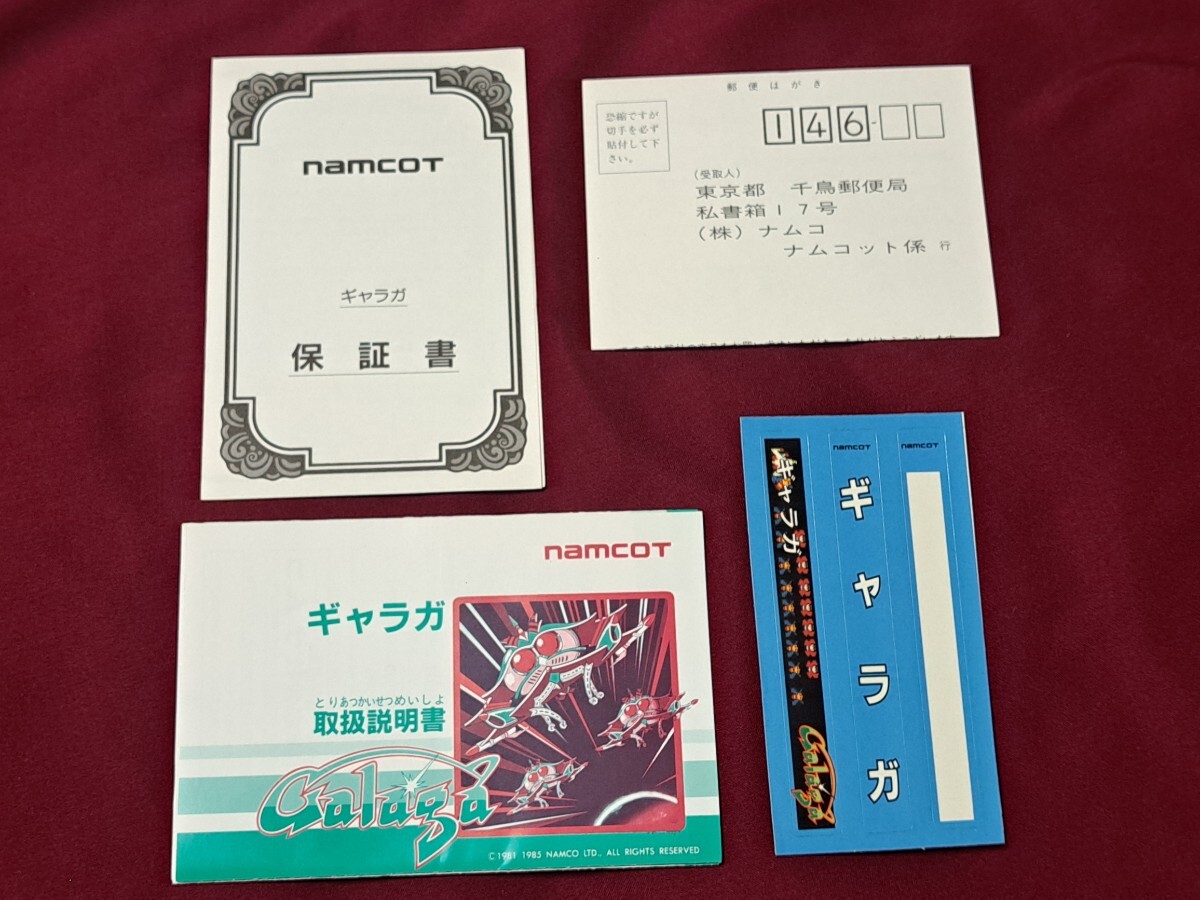 namcoT
ギャラガ
保証書
郵便はがき
恐縮ですが
切手を必ず
貼付して下
さい。
146-
(受取人)
東京都 千鳥郵便局
私書箱17号
(株)ナムコ
ナムコット係 行
namcoT
ギャラガ
とりあつかいせつめいしよ
取扱説明書
Galaga
©1981 1985 NAMCO LTD., ALL RIGHTS RESERVED
ギャラガ
Galaga
namcoT
ギャラガ
namcoT